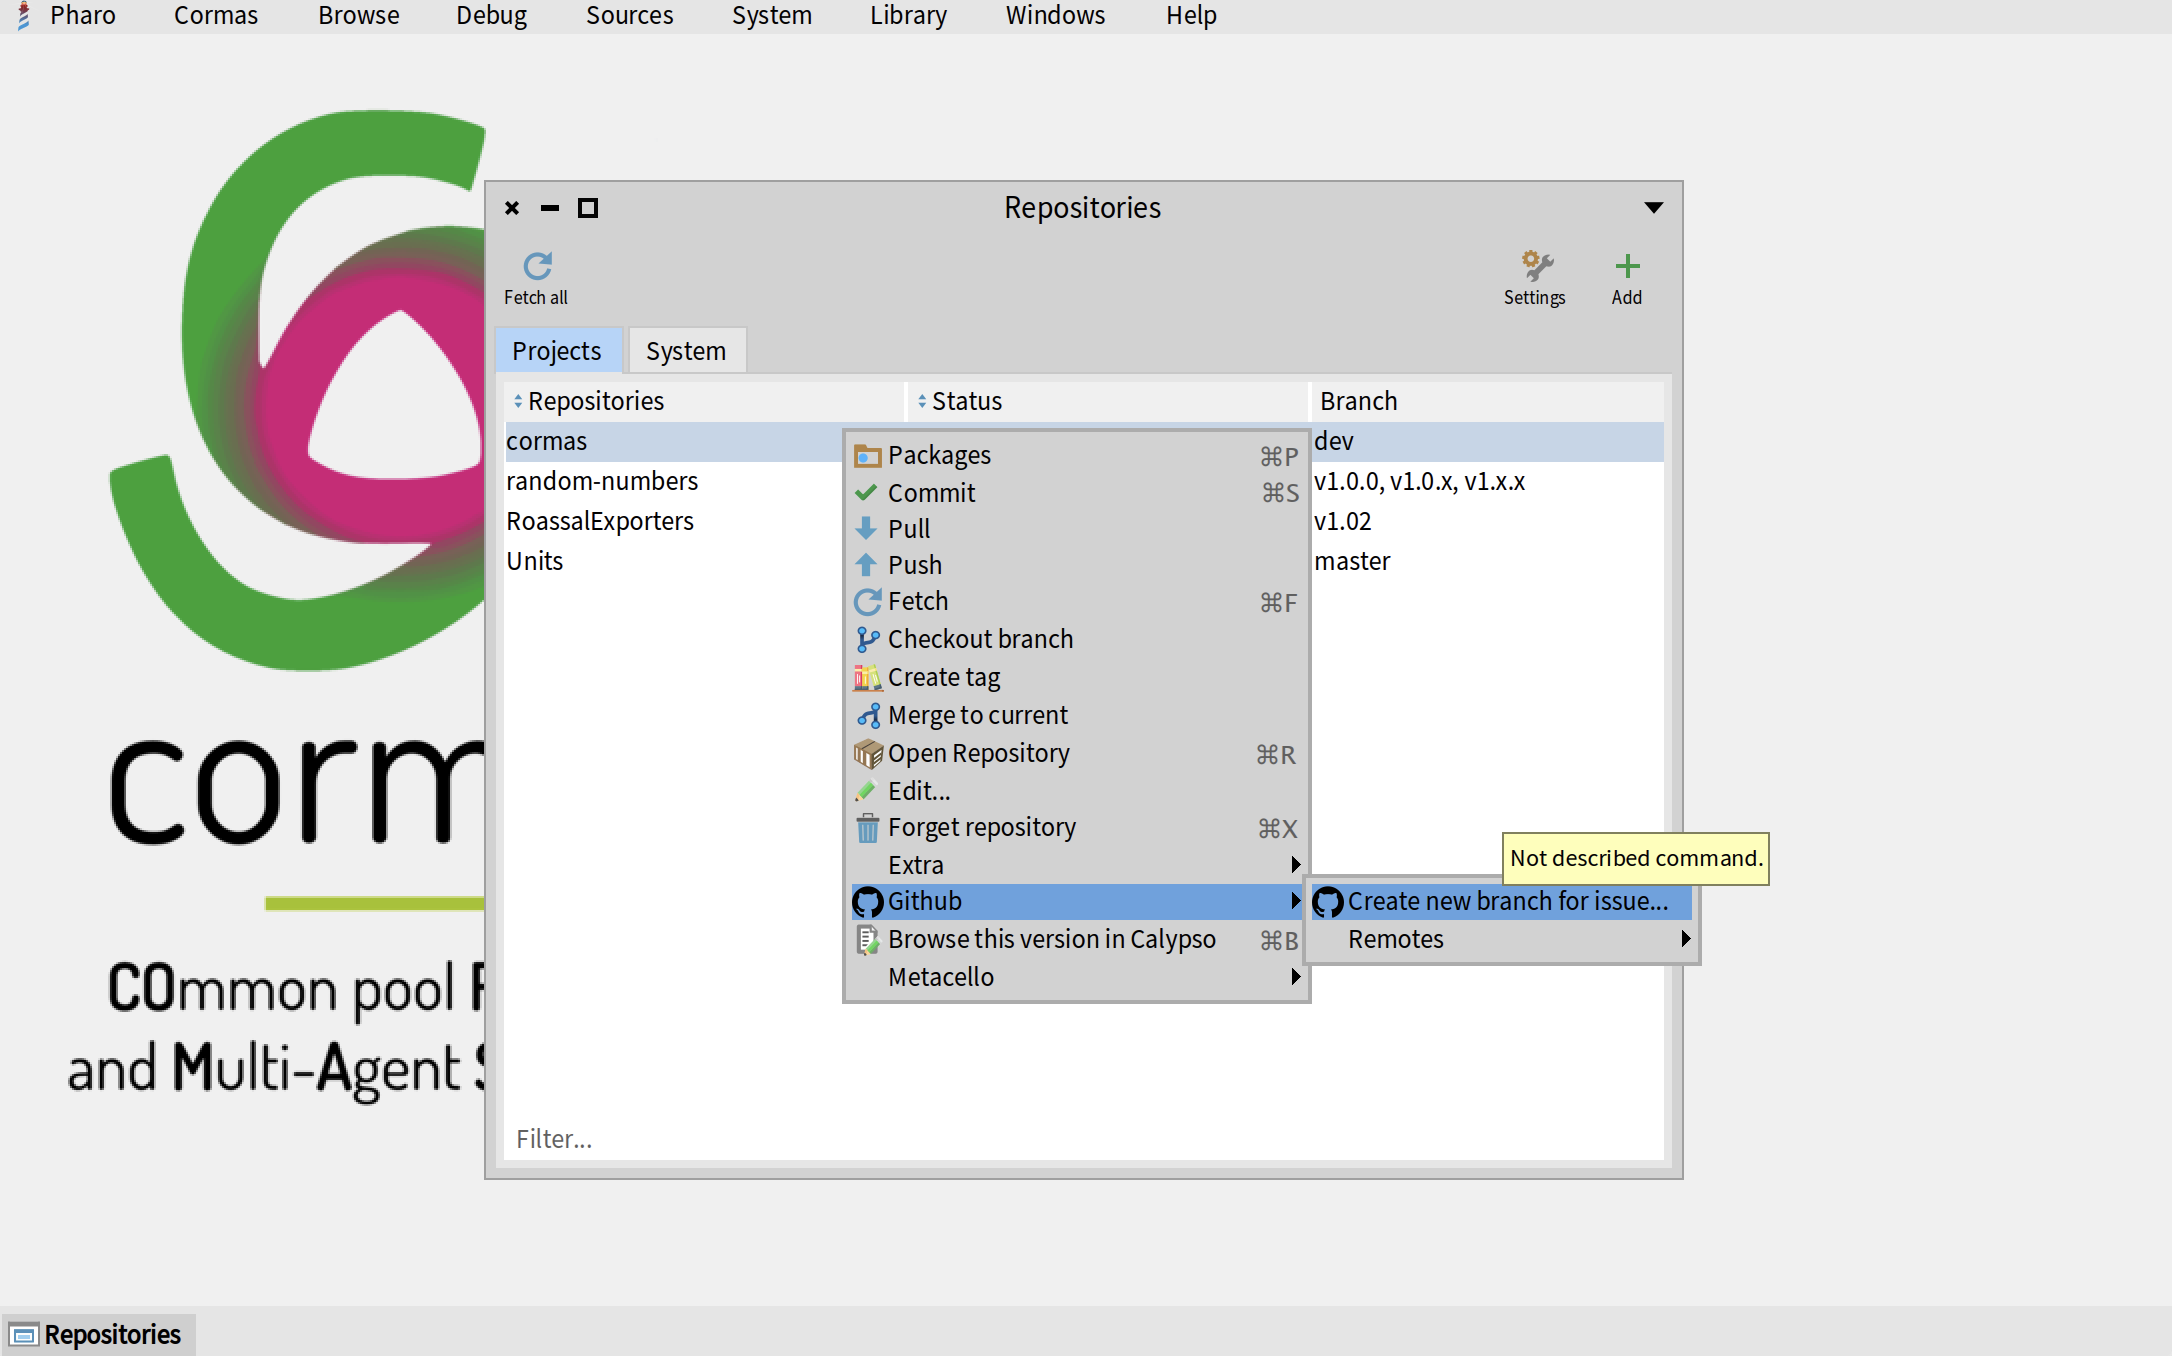 Pharo Cormas Browse Debug Sources System Library Windows Help
Repositories
Fetch all
Settings
Add
Projects
System
Repositories Status Branch
cormas dev
random-numbers v1.0.0, v1.0.x, v1.x.x
RoassalExporters v1.02
Units master
Packages ⌘P
Commit ⌘S
Pull
Push
Fetch ⌘F
Checkout branch
Create tag
Merge to current
Open Repository ⌘R
Edit...
Forget repository ⌘X
Extra
Github
Browse this version in Calypso ⌘B
Metacello
Not described command.
Create new branch for issue...
Remotes
Filter...
corm
COmmon pool
and Multi-Agent
Repositories